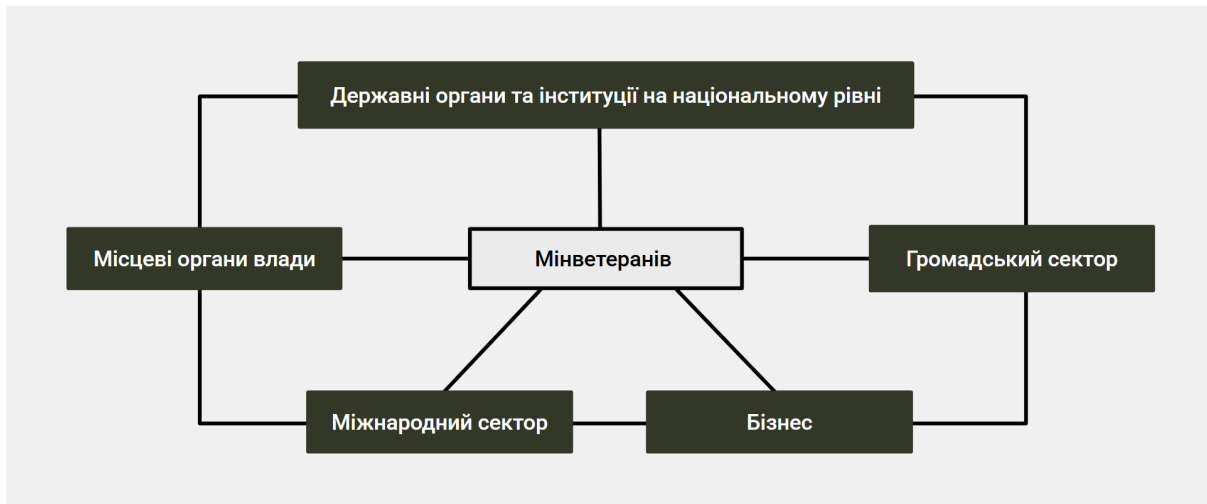 Державні органи та інституції на національному рівні
Місцеві органи влади
Мінветеранів
Громадський сектор
Міжнародний сектор
Бізнес